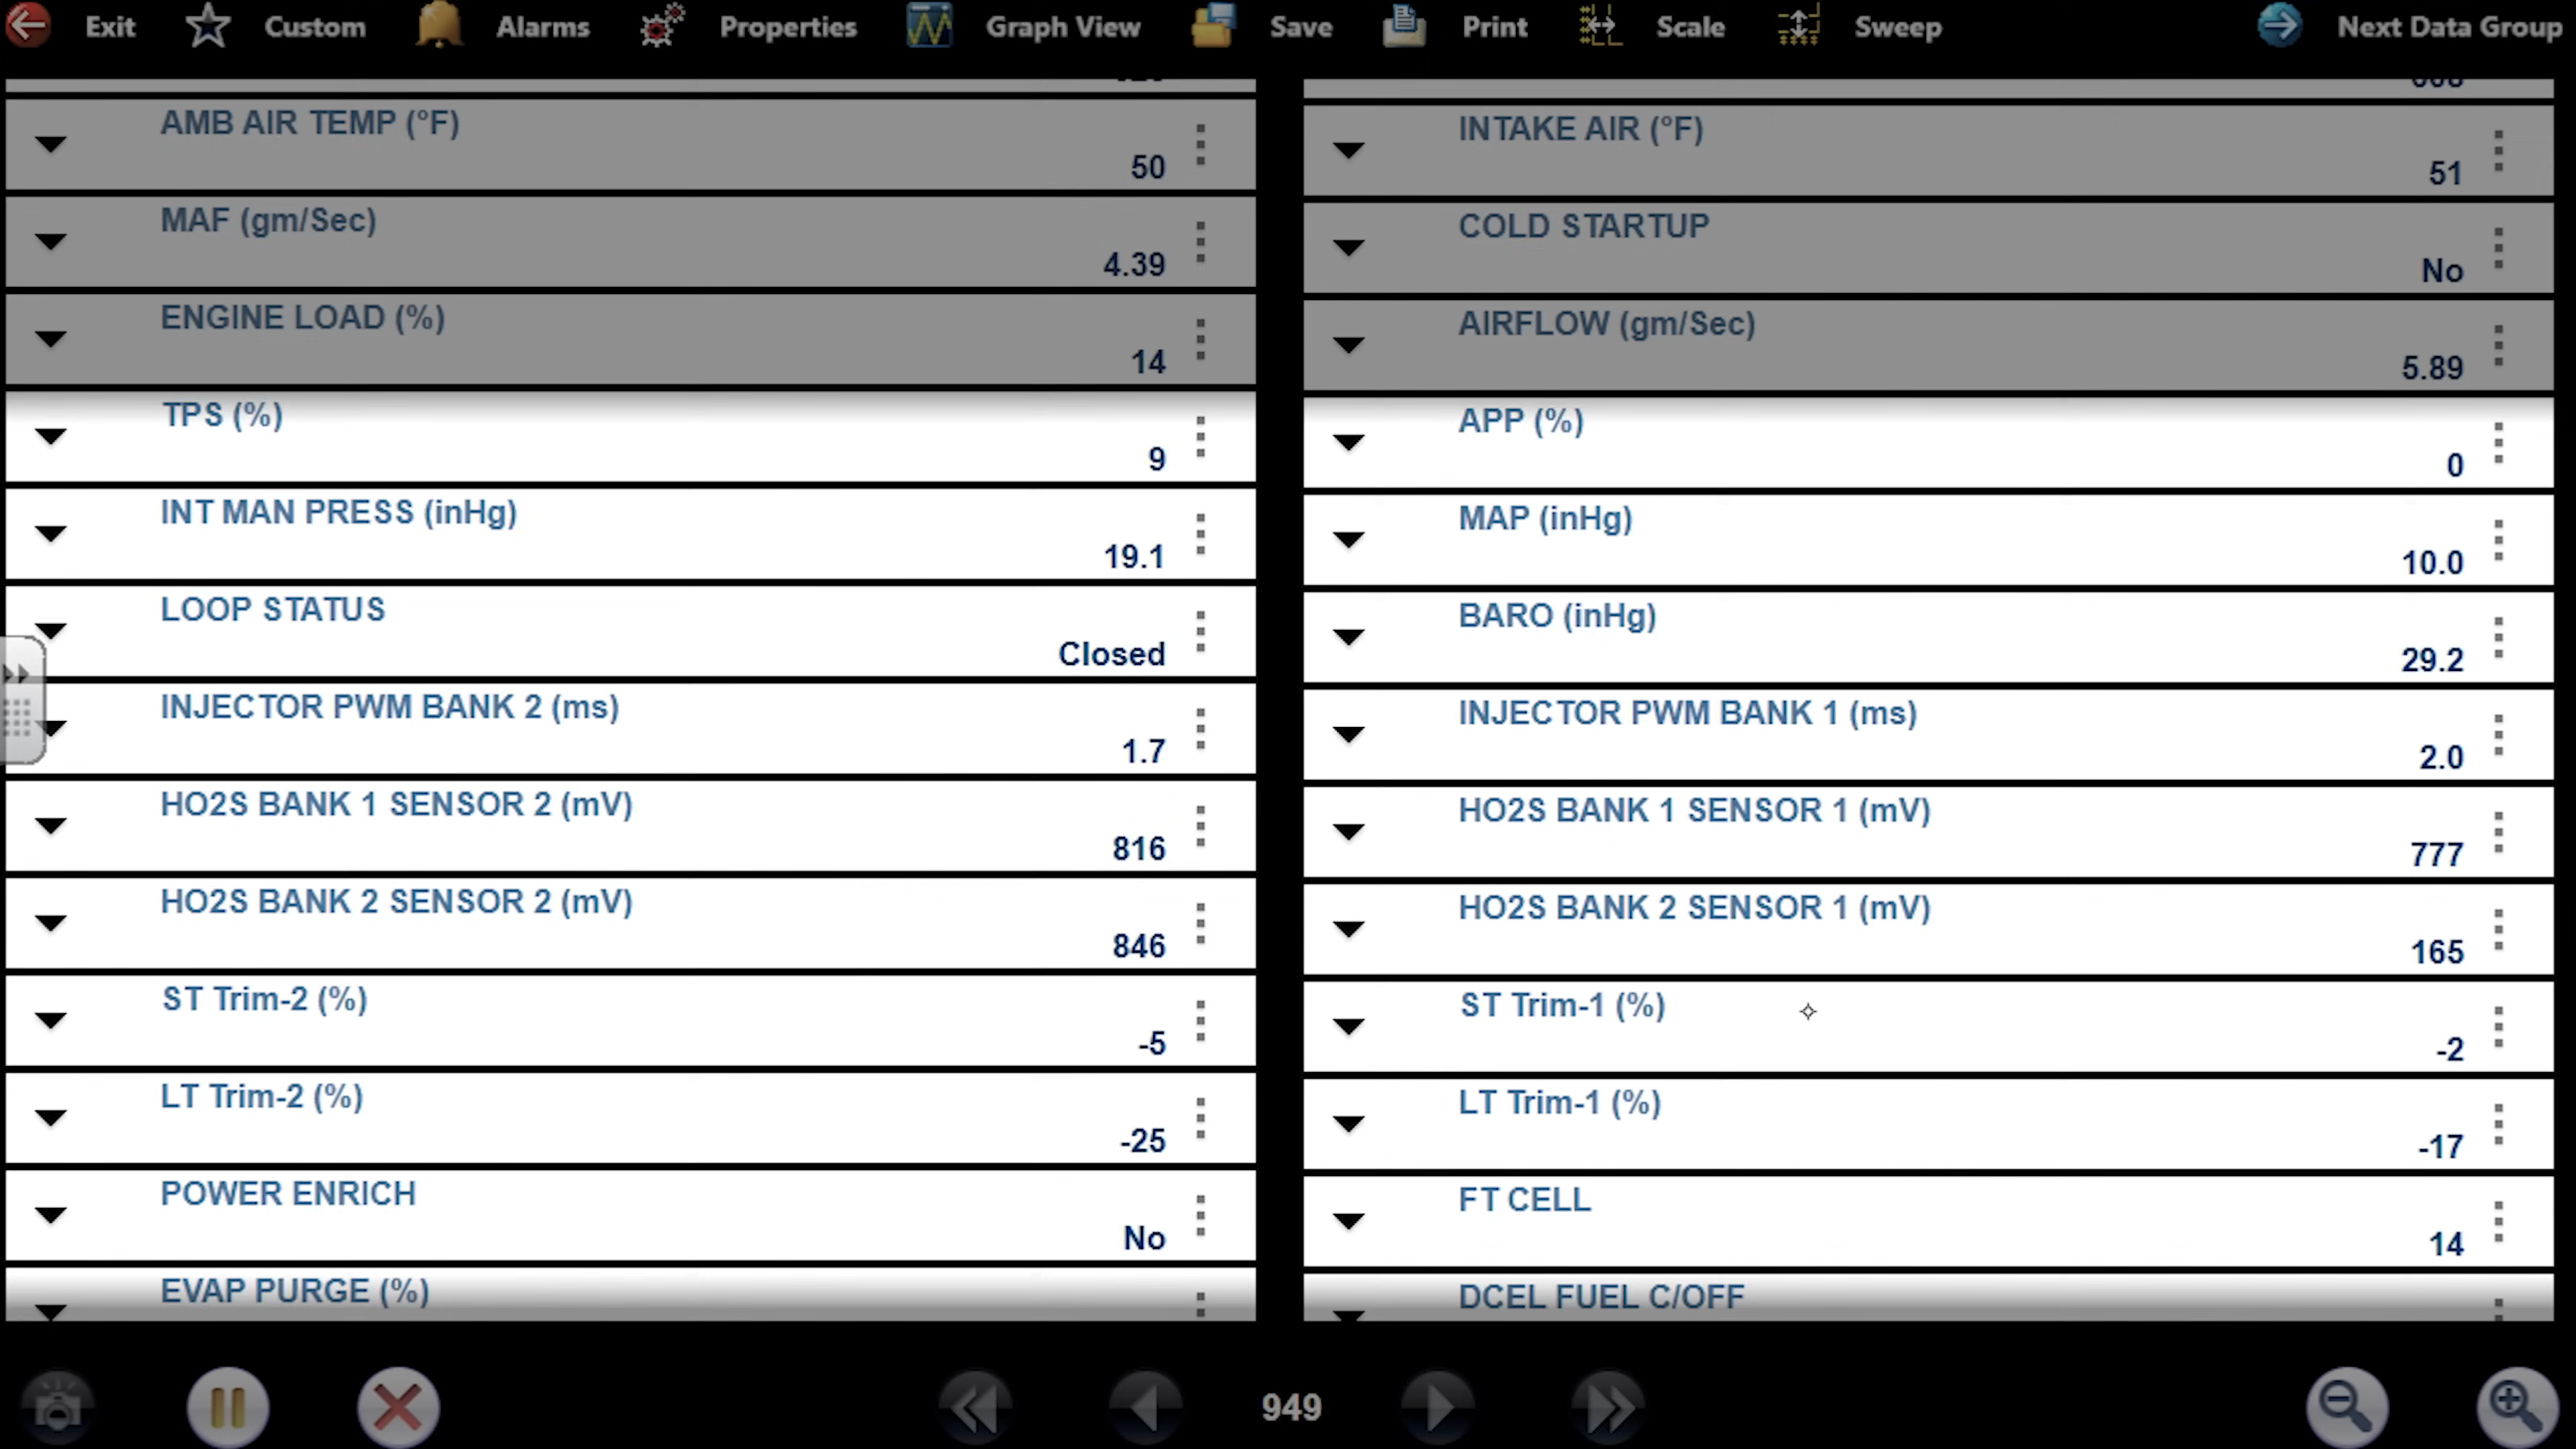 Exit Custom Alarms Properties Graph View Save Print Scale Sweep Next Data Group
AMB AIR TEMP (°F)
50
INTAKE AIR (°F)
51
MAF (gm/Sec)
4.39
COLD STARTUP
No
ENGINE LOAD (%)
14
AIRFLOW (gm/Sec)
5.89
TPS (%)
9
APP (%)
0
INT MAN PRESS (inHg)
19.1
MAP (inHg)
10.0
LOOP STATUS
Closed
BARO (inHg)
29.2
INJECTOR PWM BANK 2 (ms)
1.7
INJECTOR PWM BANK 1 (ms)
2.0
HO2S BANK 1 SENSOR 2 (mV)
816
HO2S BANK 1 SENSOR 1 (mV)
777
HO2S BANK 2 SENSOR 2 (mV)
846
HO2S BANK 2 SENSOR 1 (mV)
165
ST Trim-2 (%)
-5
ST Trim-1 (%)
-2
LT Trim-2 (%)
-25
LT Trim-1 (%)
-17
POWER ENRICH
No
FT CELL
14
EVAP PURGE (%)
DCEL FUEL C/OFF
949